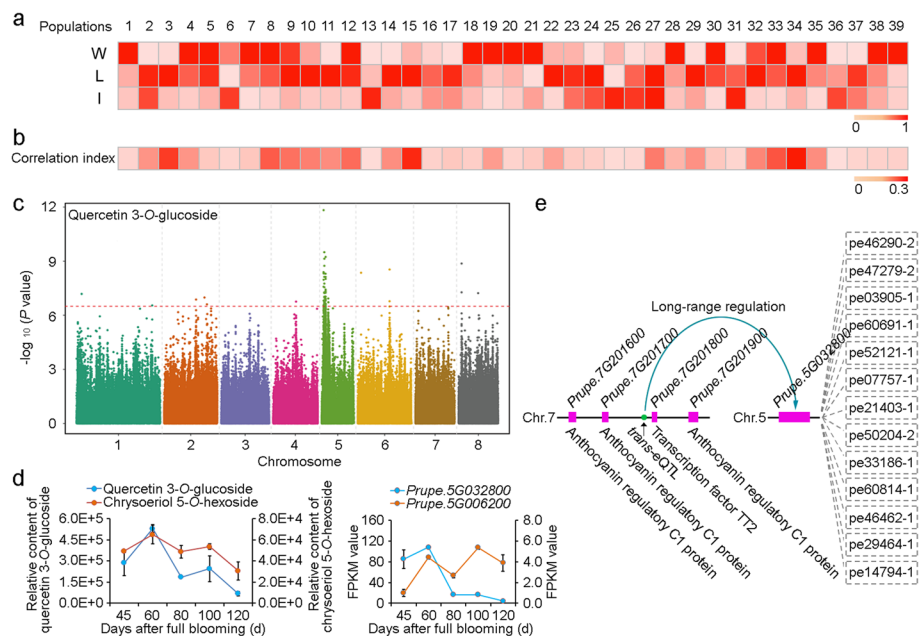 a
Populations 1 2 3 4 5 6 7 8 9 10 11 12 13 14 15 16 17 18 19 20 21 22 23 24 25 26 27 28 29 30 31 32 33 34 35 36 37 38 39
W
L
I
0 1
b
Correlation index
0 0.3
c
Quercetin 3-O-glucoside
12
9
6
3
0
-log 10 (P value)
1 2 3 4 5 6 7 8
Chromosome
d
Quercetin 3-O-glucoside
Chrysoeriol 5-O-hexoside
Relative content of
quercetin 3-O-glucoside
6.0E+5
4.5E+5
3.0E+5
1.5E+5
0.0E+0
8.0E+4
6.0E+4
4.0E+4
2.0E+4
0.0E+0
Relative content of
chrysoeriol 5-O-hexoside
45 60 80 100 120
Days after full blooming (d)
Prupe.5G032800
Prupe.5G006200
FPKM value
160
120
80
40
0
8.0
6.0
4.0
2.0
0.0
FPKM value
45 60 80 100 120
Days after full blooming (d)
e
Long-range regulation
Prupe.7G201600
Prupe.7G201700
Prupe.7G201800
Prupe.7G201900
Prupe.5G032800
Chr.7
Chr.5
Anthocyanin regulatory C1 protein
Anthocyanin regulatory C1 protein
trans-eQTL
Transcription factor TT2
Anthocyanin regulatory C1 protein
pe46290-2
pe47279-2
pe03905-1
pe60691-1
pe52121-1
pe07757-1
pe21403-1
pe50204-2
pe33186-1
pe60814-1
pe46462-1
pe29464-1
pe14794-1